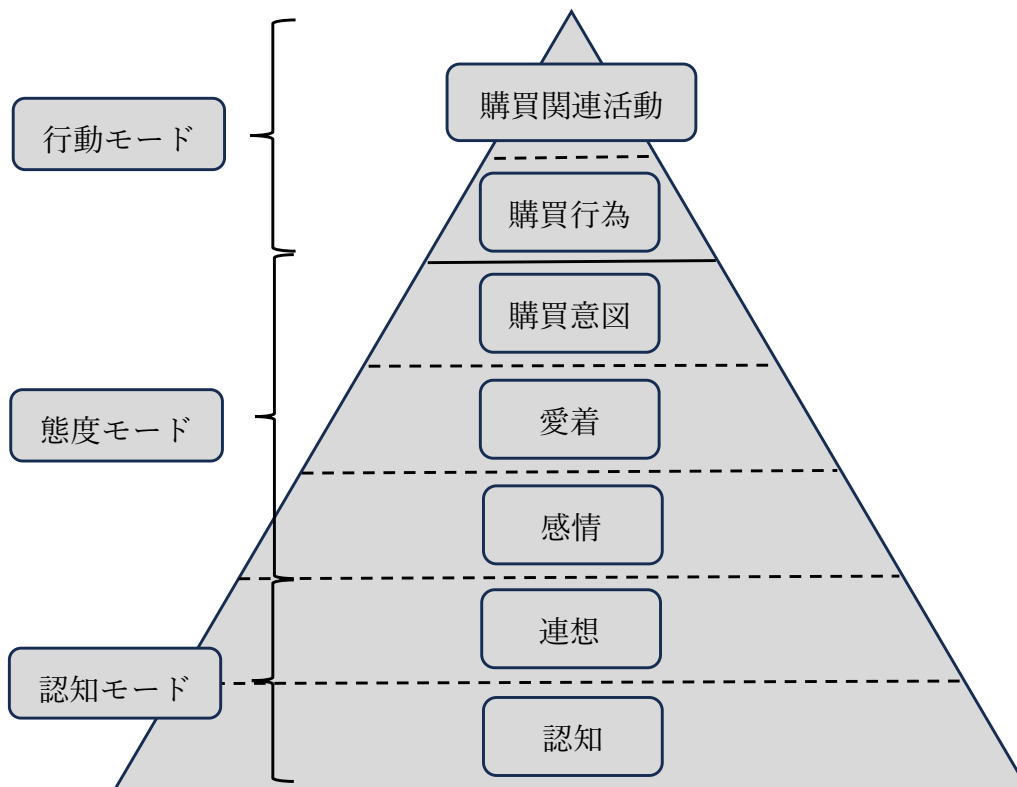 購買関連活動
行動モード
購買行為
購買意図
愛着
態度モード
感情
連想
認知モード
認知